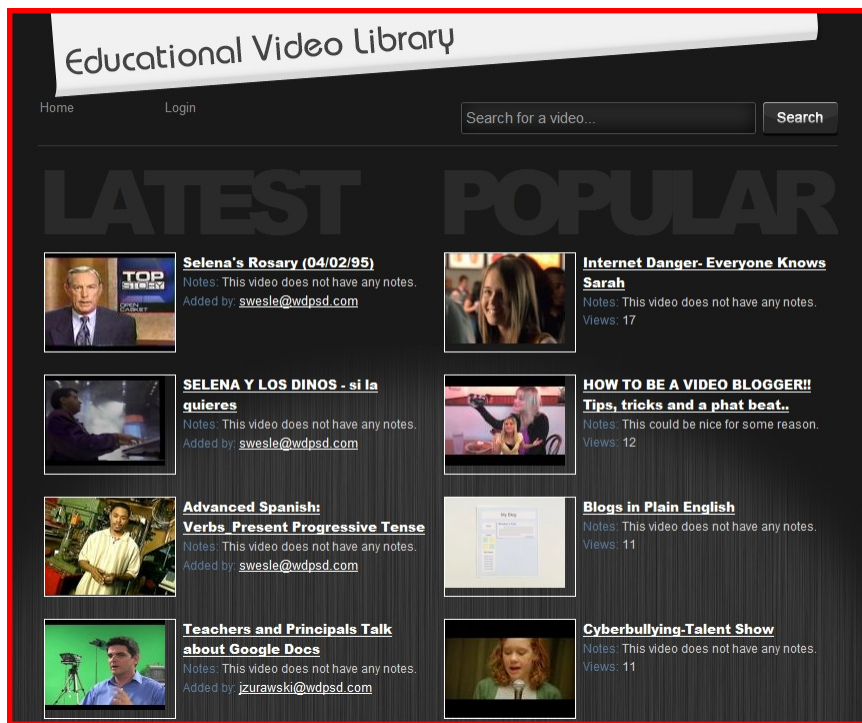 Educational Video Library
Home
Login
Search for a video...
Search
LATEST
Selena's Rosary (04/02/95)
Notes: This video does not have any notes.
Added by: swesle@wdpsd.com
TOP
STORY
OPEN
CASKET
SELENA Y LOS DINOS - si la
quieres
Notes: This video does not have any notes.
Added by: swesle@wdpsd.com
Advanced Spanish:
Verbs_Present Progressive Tense
Notes: This video does not have any notes.
Added by: swesle@wdpsd.com
Teachers and Principals Talk
about Google Docs
Notes: This video does not have any notes.
Added by: jzurawski@wdpsd.com
POPULAR
Internet Danger- Everyone Knows
Sarah
Notes: This video does not have any notes.
Views: 17
HOW TO BE A VIDEO BLOGGER!!
Tips, tricks and a phat beat..
Notes: This could be nice for some reason.
Views: 12
My Blog
Blogs in Plain English
Notes: This video does not have any notes.
Views: 11
Cyberbullying-Talent Show
Notes: This video does not have any notes.
Views: 11